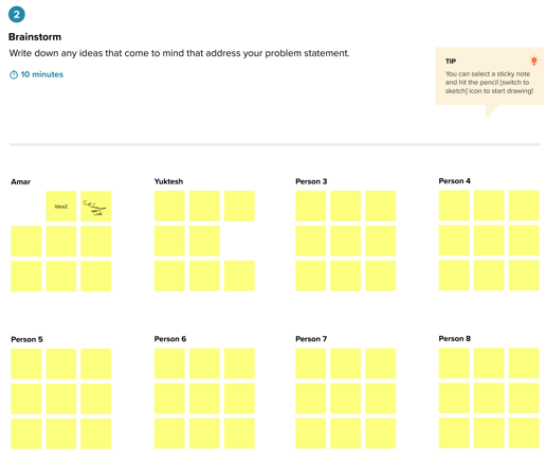 2
Brainstorm
Write down any ideas that come to mind that address your problem statement.
10 minutes
TIP
You can select a sticky note
and hit the pencil [switch to
sketch] icon to start drawing!
Amar
Yuktesh
Person 3
Person 4
Idea2
Person 5
Person 6
Person 7
Person 8